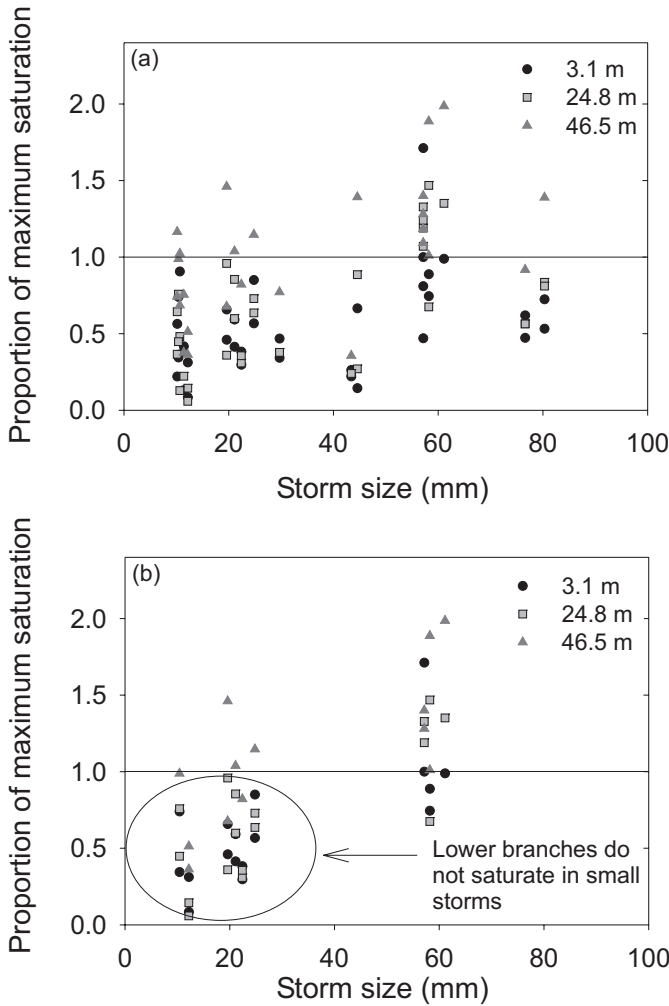 (a)
3.1 m
24.8 m
46.5 m
Proportion of maximum saturation
2.0
1.5
1.0
0.5
0.0
0 20 40 60 80 100
Storm size (mm)
(b)
3.1 m
24.8 m
46.5 m
Proportion of maximum saturation
2.0
1.5
1.0
0.5
0.0
Lower branches do
not saturate in small
storms
0 20 40 60 80 100
Storm size (mm)